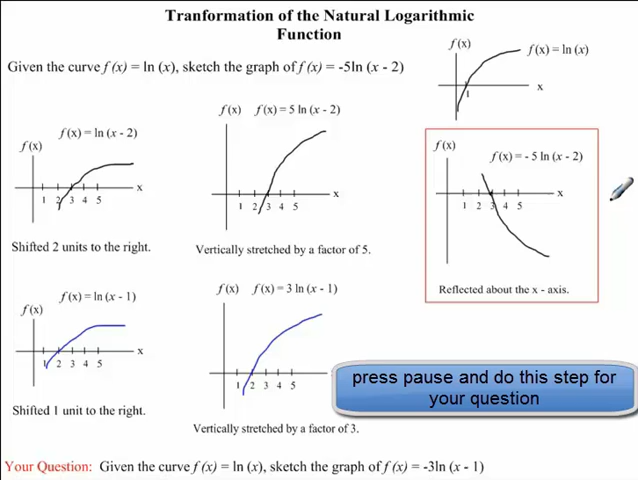 Tranformation of the Natural Logarithmic
Function
Given the curve f (x) = ln (x), sketch the graph of f (x) = -5ln (x - 2)
f (x)
f (x) = ln (x)
x
1
f (x) = ln (x - 2)
f (x)
x
1 2 3 4 5
Shifted 2 units to the right.
f (x) f (x) = 5 ln (x - 2)
x
1 2 3 4 5
Vertically stretched by a factor of 5.
f (x)
f (x) = - 5 ln (x - 2)
x
1 2 3 4 5
Reflected about the x - axis.
f (x) = ln (x - 1)
f (x)
x
1 2 3 4 5
Shifted 1 unit to the right.
f (x) f (x) = 3 ln (x - 1)
1 2 3 4 5
Vertically stretched by a factor of 3.
press pause and do this step for
your question
Your Question: Given the curve f (x) = ln (x), sketch the graph of f (x) = -3ln (x - 1)